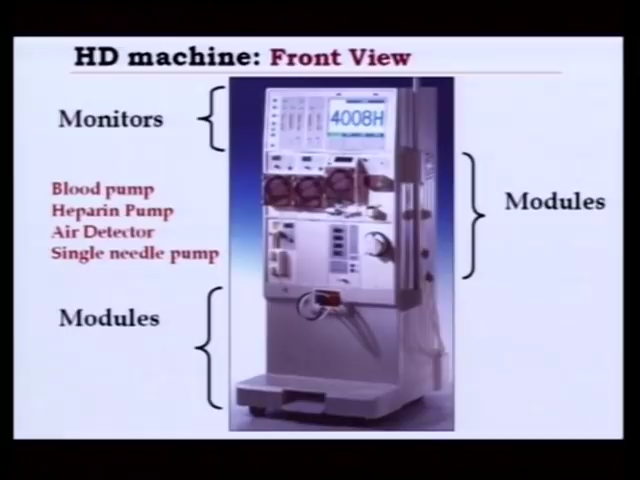 HD machine: Front View
Monitors
4008H
Blood pump
Heparin Pump
Air Detector
Single needle pump
Modules
Modules